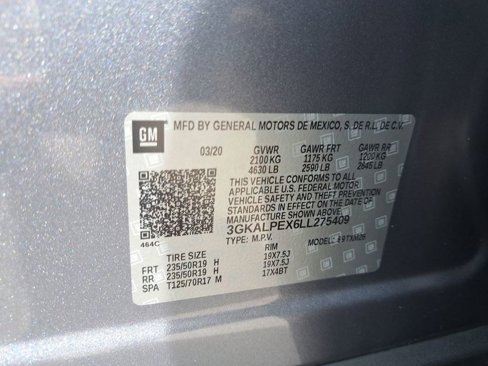 GM
MFD BY GENERAL MOTORS DE MEXICO, S. DE R.L. DE C.V.
03/20 GVWR GAWR FRT GAWR RR
2100 KG 1175 KG 1200 KG
4630 LB 2590 LB 2645 LB
THIS VEHICLE CONFORMS TO ALL
APPLICABLE U.S. FEDERAL MOTOR
VEHICLE SAFETY AND THEFT PREVENTION
STANDARDS IN EFFECT ON THE DATE OF
MANUFACTURE SHOWN ABOVE.
3GKALPEX6LL275409
464C TYPE: M.P.V. MODEL:
TIRE SIZE RIM
FRT 235/50R19 H 19X7.5J
RR 235/50R19 H 19X7.5J
SPA T125/70R17 M 17X4BT